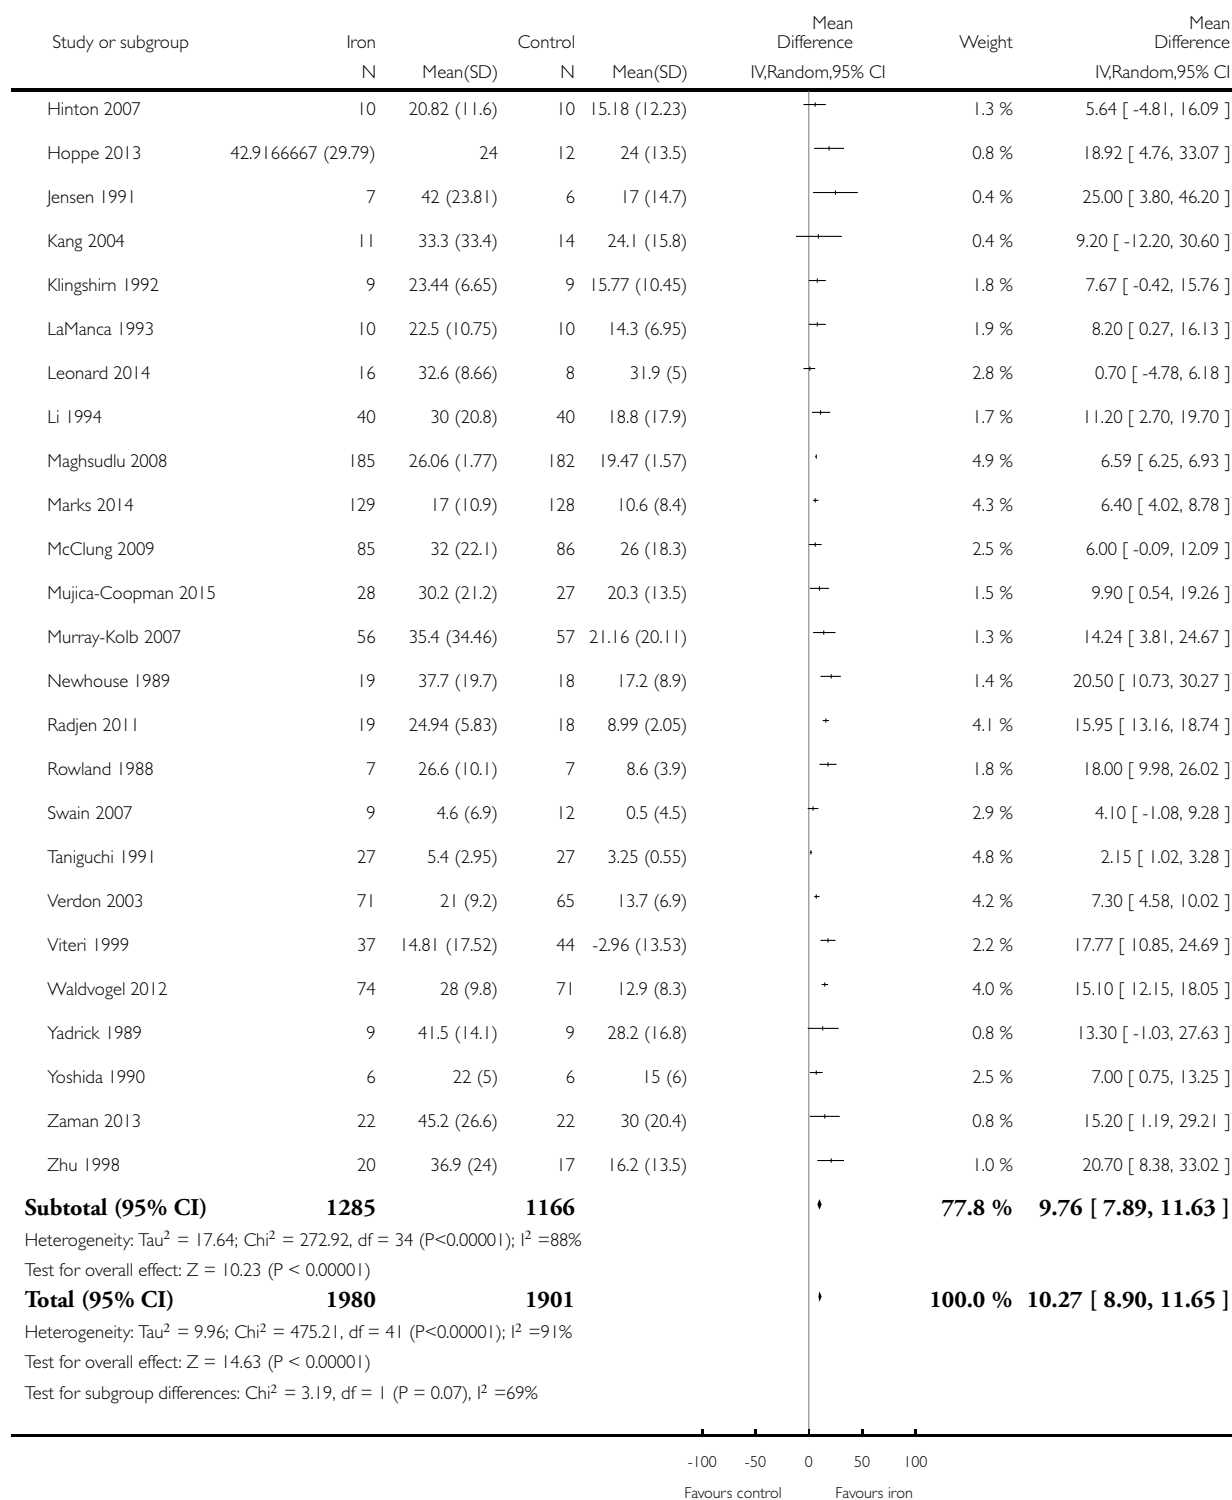 Study or subgroup Iron Control Mean Difference Weight Mean Difference
N Mean(SD) N Mean(SD) IV,Random,95% CI IV,Random,95% CI
Hinton 2007 10 20.82 (11.6) 10 15.18 (12.23) 1.3 % 5.64 [ -4.81, 16.09 ]
Hoppe 2013 42.9166667 (29.79) 24 12 24 (13.5) 0.8 % 18.92 [ 4.76, 33.07 ]
Jensen 1991 7 42 (23.81) 6 17 (14.7) 0.4 % 25.00 [ 3.80, 46.20 ]
Kang 2004 11 33.3 (33.4) 14 24.1 (15.8) 0.4 % 9.20 [ -12.20, 30.60 ]
Klingshirn 1992 9 23.44 (6.65) 9 15.77 (10.45) 1.8 % 7.67 [ -0.42, 15.76 ]
LaManca 1993 10 22.5 (10.75) 10 14.3 (6.95) 1.9 % 8.20 [ 0.27, 16.13 ]
Leonard 2014 16 32.6 (8.66) 8 31.9 (5) 2.8 % 0.70 [ -4.78, 6.18 ]
Li 1994 40 30 (20.8) 40 18.8 (17.9) 1.7 % 11.20 [ 2.70, 19.70 ]
Maghsudlu 2008 185 26.06 (1.77) 182 19.47 (1.57) 4.9 % 6.59 [ 6.25, 6.93 ]
Marks 2014 129 17 (10.9) 128 10.6 (8.4) 4.3 % 6.40 [ 4.02, 8.78 ]
McClung 2009 85 32 (22.1) 86 26 (18.3) 2.5 % 6.00 [ -0.09, 12.09 ]
Mujica-Coopman 2015 28 30.2 (21.2) 27 20.3 (13.5) 1.5 % 9.90 [ 0.54, 19.26 ]
Murray-Kolb 2007 56 35.4 (34.46) 57 21.16 (20.11) 1.3 % 14.24 [ 3.81, 24.67 ]
Newhouse 1989 19 37.7 (19.7) 18 17.2 (8.9) 1.4 % 20.50 [ 10.73, 30.27 ]
Radjen 2011 19 24.94 (5.83) 18 8.99 (2.05) 4.1 % 15.95 [ 13.16, 18.74 ]
Rowland 1988 7 26.6 (10.1) 7 8.6 (3.9) 1.8 % 18.00 [ 9.98, 26.02 ]
Swain 2007 9 4.6 (6.9) 12 0.5 (4.5) 2.9 % 4.10 [ -1.08, 9.28 ]
Taniguchi 1991 27 5.4 (2.95) 27 3.25 (0.55) 4.8 % 2.15 [ 1.02, 3.28 ]
Verdon 2003 71 21 (9.2) 65 13.7 (6.9) 4.2 % 7.30 [ 4.58, 10.02 ]
Viteri 1999 37 14.81 (17.52) 44 -2.96 (13.53) 2.2 % 17.77 [ 10.85, 24.69 ]
Waldvogel 2012 74 28 (9.8) 71 12.9 (8.3) 4.0 % 15.10 [ 12.15, 18.05 ]
Yadrick 1989 9 41.5 (14.1) 9 28.2 (16.8) 0.8 % 13.30 [ -1.03, 27.63 ]
Yoshida 1990 6 22 (5) 6 15 (6) 2.5 % 7.00 [ 0.75, 13.25 ]
Zaman 2013 22 45.2 (26.6) 22 30 (20.4) 0.8 % 15.20 [ 1.19, 29.21 ]
Zhu 1998 20 36.9 (24) 17 16.2 (13.5) 1.0 % 20.70 [ 8.38, 33.02 ]
Subtotal (95% CI) 1285 1166 77.8 % 9.76 [ 7.89, 11.63 ]
Heterogeneity: Tau² = 17.64; Chi² = 272.92, df = 34 (P<0.00001); I² =88%
Test for overall effect: Z = 10.23 (P < 0.00001)
Total (95% CI) 1980 1901 100.0 % 10.27 [ 8.90, 11.65 ]
Heterogeneity: Tau² = 9.96; Chi² = 475.21, df = 41 (P<0.00001); I² =91%
Test for overall effect: Z = 14.63 (P < 0.00001)
Test for subgroup differences: Chi² = 3.19, df = 1 (P = 0.07), I² =69%
-100 -50 0 50 100
Favours control Favours iron